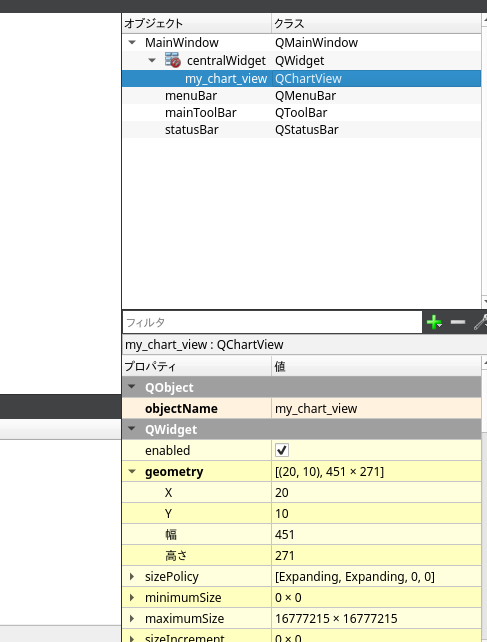 オブジェクト クラス
MainWindow QMainWindow
centralWidget QWidget
my_chart_view QChartView
menuBar QMenuBar
mainToolBar QToolBar
statusBar QStatusBar
フィルタ
my_chart_view : QChartView
プロパティ 値
QObject
objectName my_chart_view
QWidget
enabled
geometry [(20, 10), 451 × 271]
X 20
Y 10
幅 451
高さ 271
sizePolicy [Expanding, Expanding, 0, 0]
minimumSize 0 × 0
maximumSize 16777215 × 16777215
sizeIncrement 0 × 0